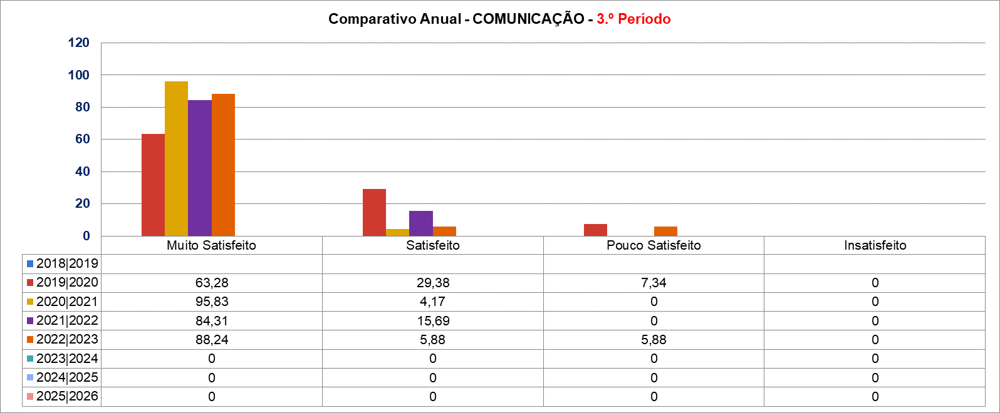 Comparativo Anual - COMUNICAÇÃO - 3.º Período
120
100
80
60
40
20
0
Muito Satisfeito Satisfeito Pouco Satisfeito Insatisfeito
2018|2019
2019|2020 63,28 29,38 7,34 0
2020|2021 95,83 4,17 0 0
2021|2022 84,31 15,69 0 0
2022|2023 88,24 5,88 5,88 0
2023|2024 0 0 0 0
2024|2025 0 0 0 0
2025|2026 0 0 0 0